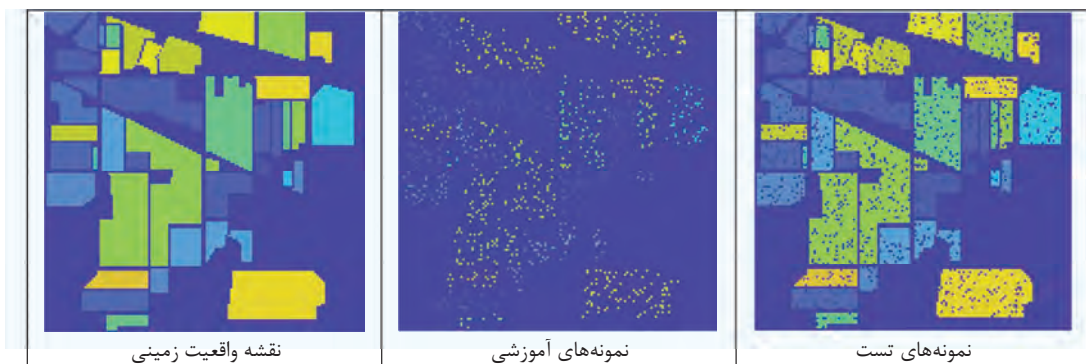 نمونه‌های تست
نمونه‌های آموزشی
نقشه واقعیت زمینی